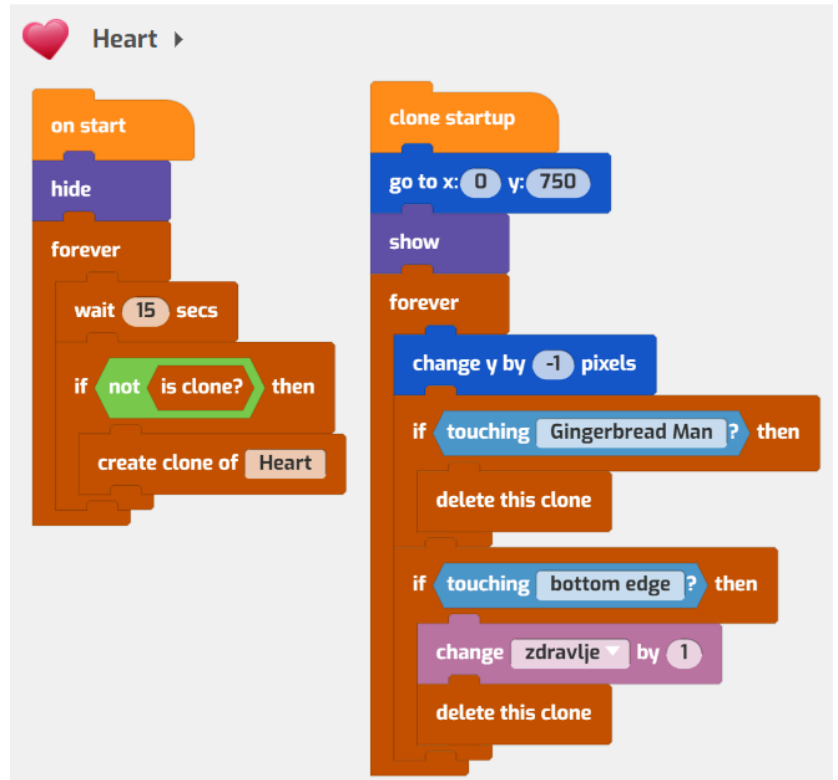 Heart
on start
hide
forever
wait 15 secs
if not is clone? then
create clone of Heart
clone startup
go to x: 0 y: 750
show
forever
change y by -1 pixels
if touching Gingerbread Man ? then
delete this clone
if touching bottom edge ? then
change zdravlje by 1
delete this clone